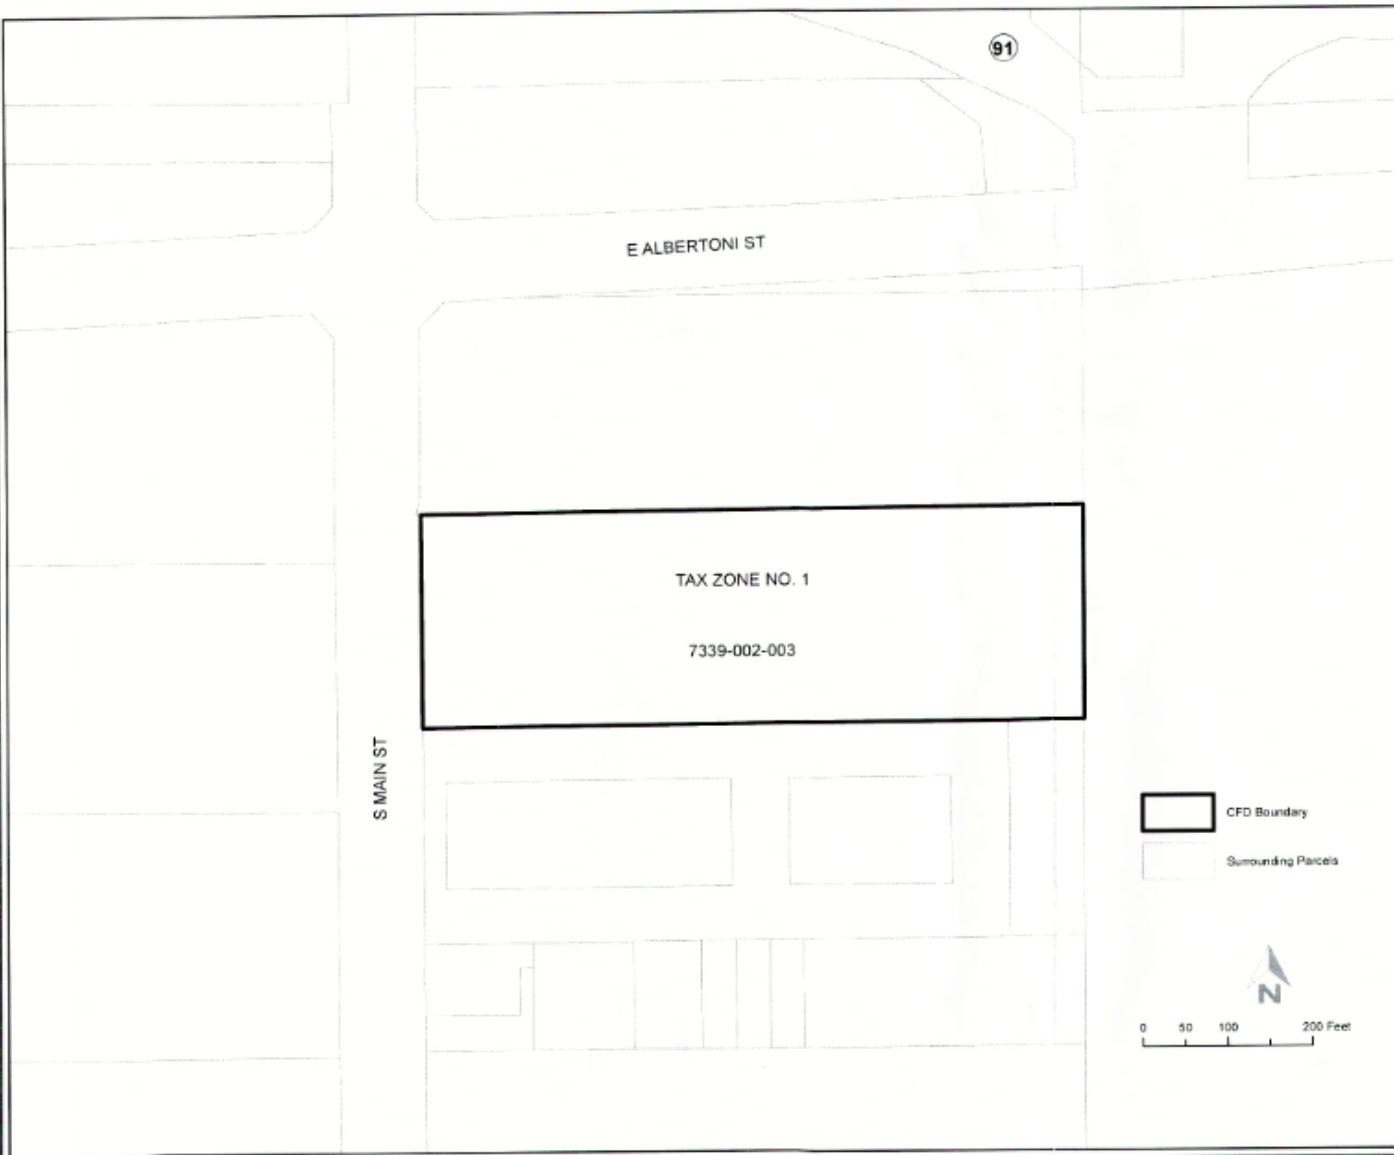 91
E ALBERTONI ST
TAX ZONE NO. 1
7339-002-003
S MAIN ST
CFD Boundary
Surrounding Parcels
N
0 50 100 200 Feet